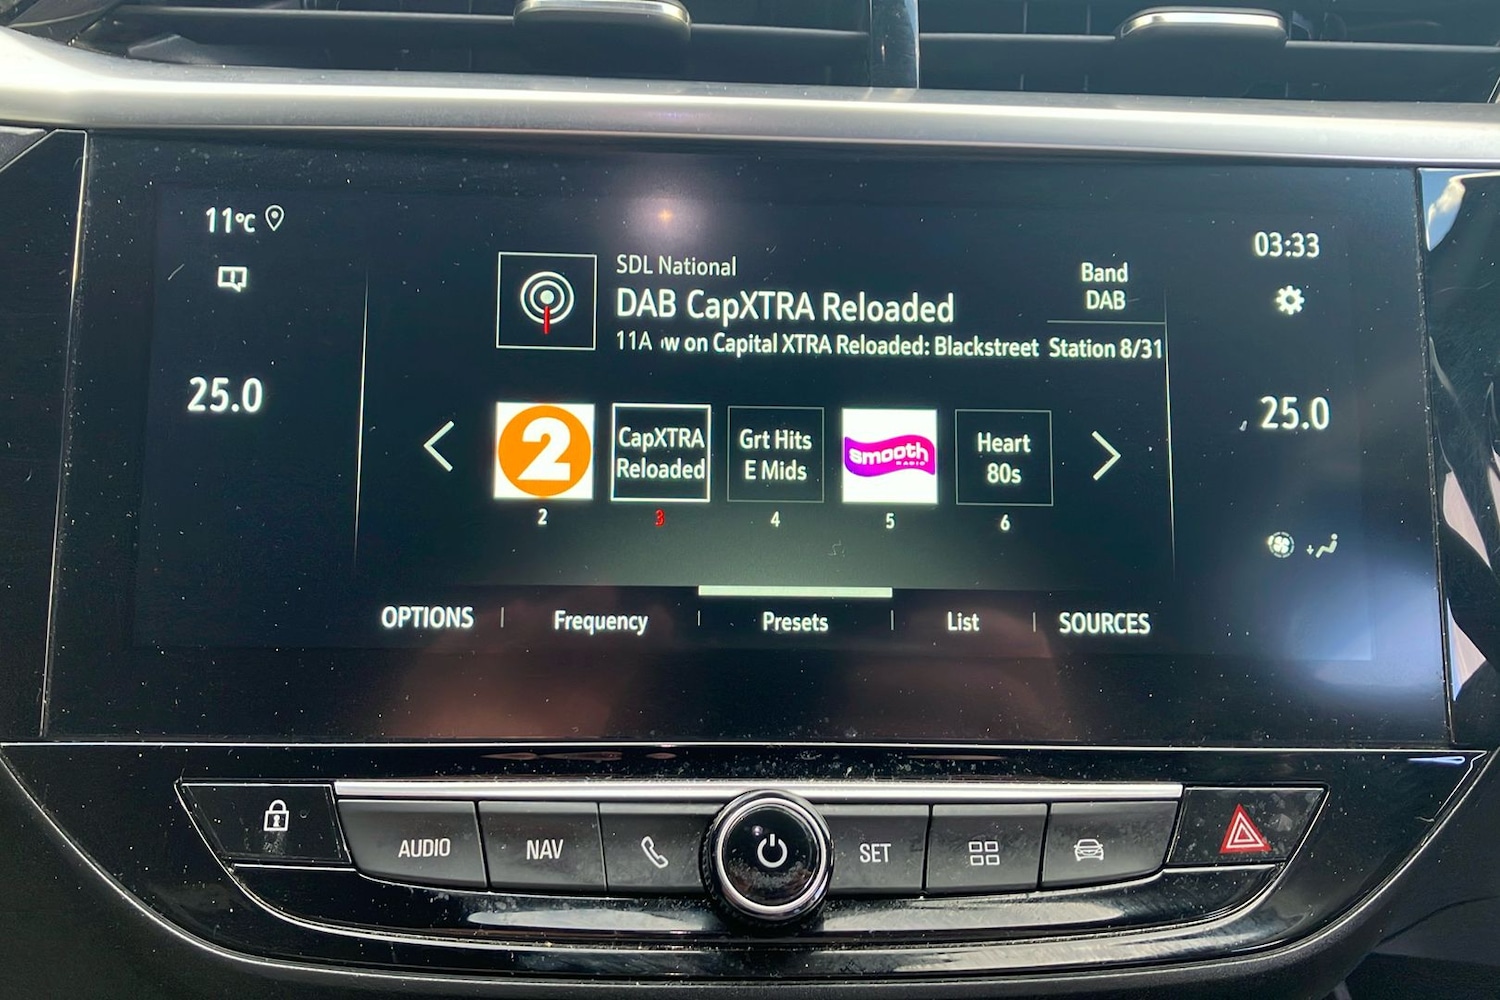 11°C
03:33
SDL National
DAB CapXTRA Reloaded
11A w on Capital XTRA Reloaded: Blackstreet
Band
DAB
Station 8/31
25.0
25.0
2
CapXTRA
Reloaded
Grt Hits
E Mids
smooth
RADIO
Heart
80s
2
3
4
5
6
OPTIONS
Frequency
Presets
List
SOURCES
AUDIO
NAV
SET